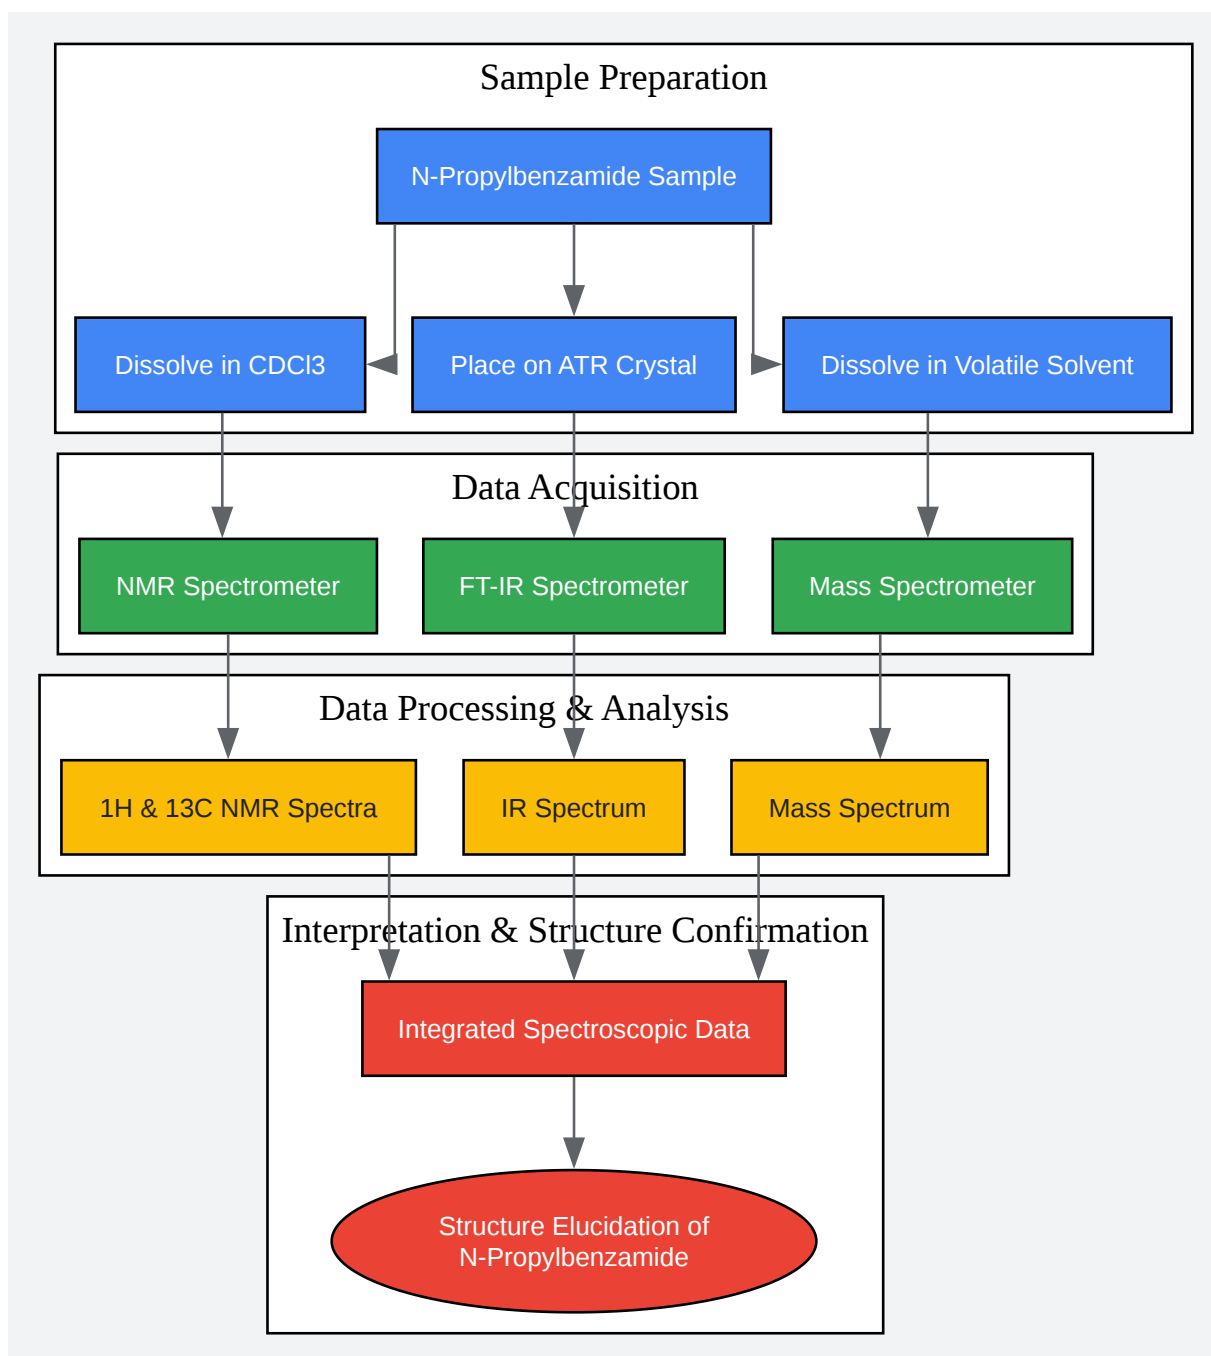 Sample Preparation
N-Propylbenzamide Sample
Dissolve in CDCl3
Place on ATR Crystal
Dissolve in Volatile Solvent
Data Acquisition
NMR Spectrometer
FT-IR Spectrometer
Mass Spectrometer
Data Processing & Analysis
1H & 13C NMR Spectra
IR Spectrum
Mass Spectrum
Interpretation & Structure Confirmation
Integrated Spectroscopic Data
Structure Elucidation of
N-Propylbenzamide